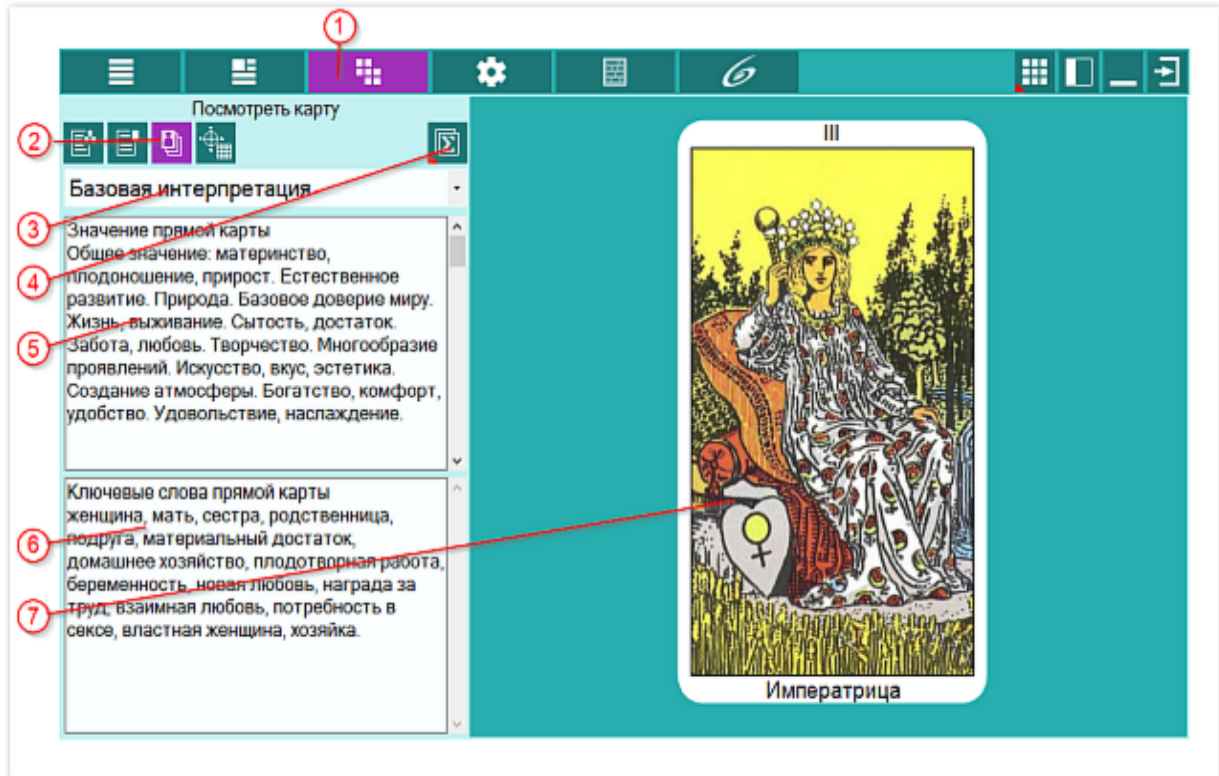 1
Посмотреть карту
2
Базовая интерпретация
3
Значение прямой карты
Общее значение: материнство,
плодоношение, прирост. Естественное
развитие. Природа. Базовое доверие миру.
Жизнь, выживание. Сытость, достаток.
Забота, любовь. Творчество. Многообразие
проявлений. Искусство, вкус, эстетика.
Создание атмосферы. Богатство, комфорт,
удобство. Удовольствие, наслаждение.
4
5
Ключевые слова прямой карты
женщина, мать, сестра, родственница,
подруга, материальный достаток,
домашнее хозяйство, плодотворная работа,
беременность, новая любовь, награда за
труд, взаимная любовь, потребность в
сексе, властная женщина, хозяйка.
6
7
III
Императрица